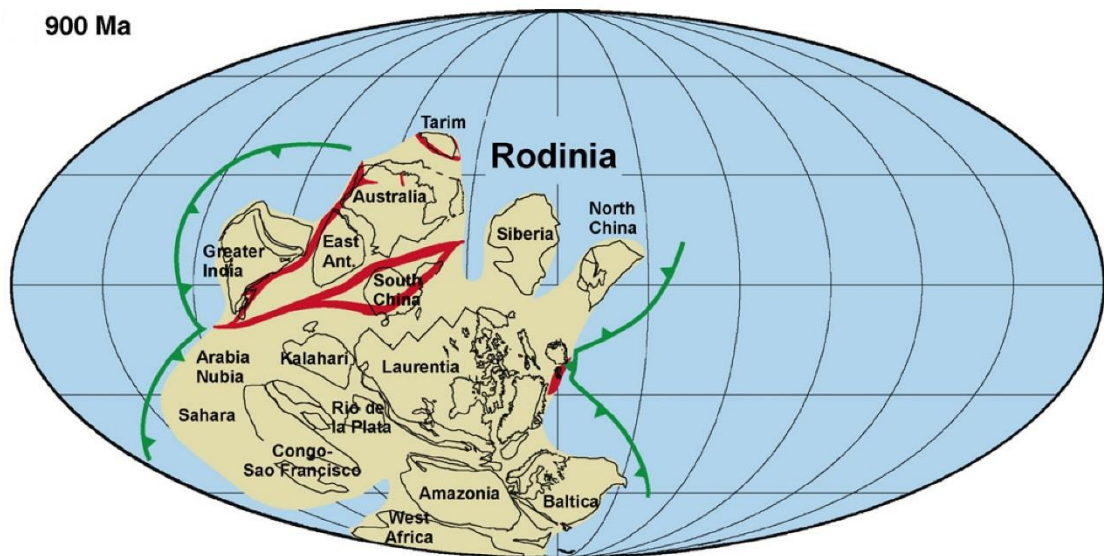 900 Ma
Tarim
Rodinia
Australia
North
China
Siberia
Greater
India
East
Ant.
South
China
Arabia
Nubia
Kalahari
Laurentia
Sahara
Rio de
la Plata
Congo-
Sao Francisco
Amazonia
Baltica
West
Africa